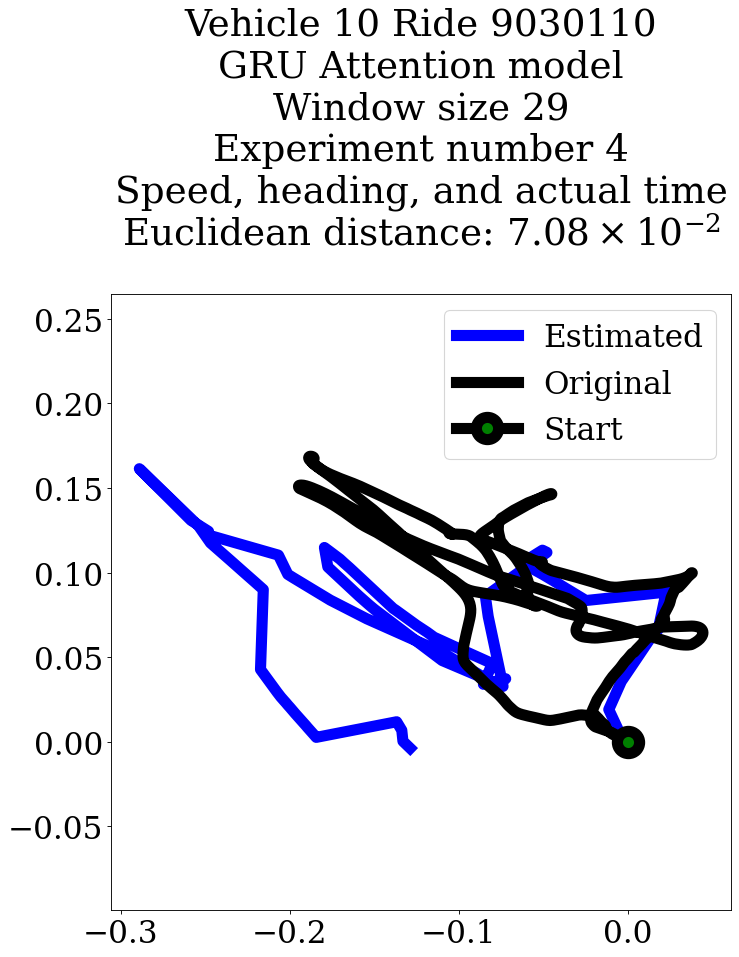 Vehicle 10 Ride 9030110
GRU Attention model
Window size 29
Experiment number 4
Speed, heading, and actual time
Euclidean distance: 7.08 × 10⁻²
Estimated
Original
Start
0.25
0.20
0.15
0.10
0.05
0.00
−0.05
−0.3
−0.2
−0.1
0.0